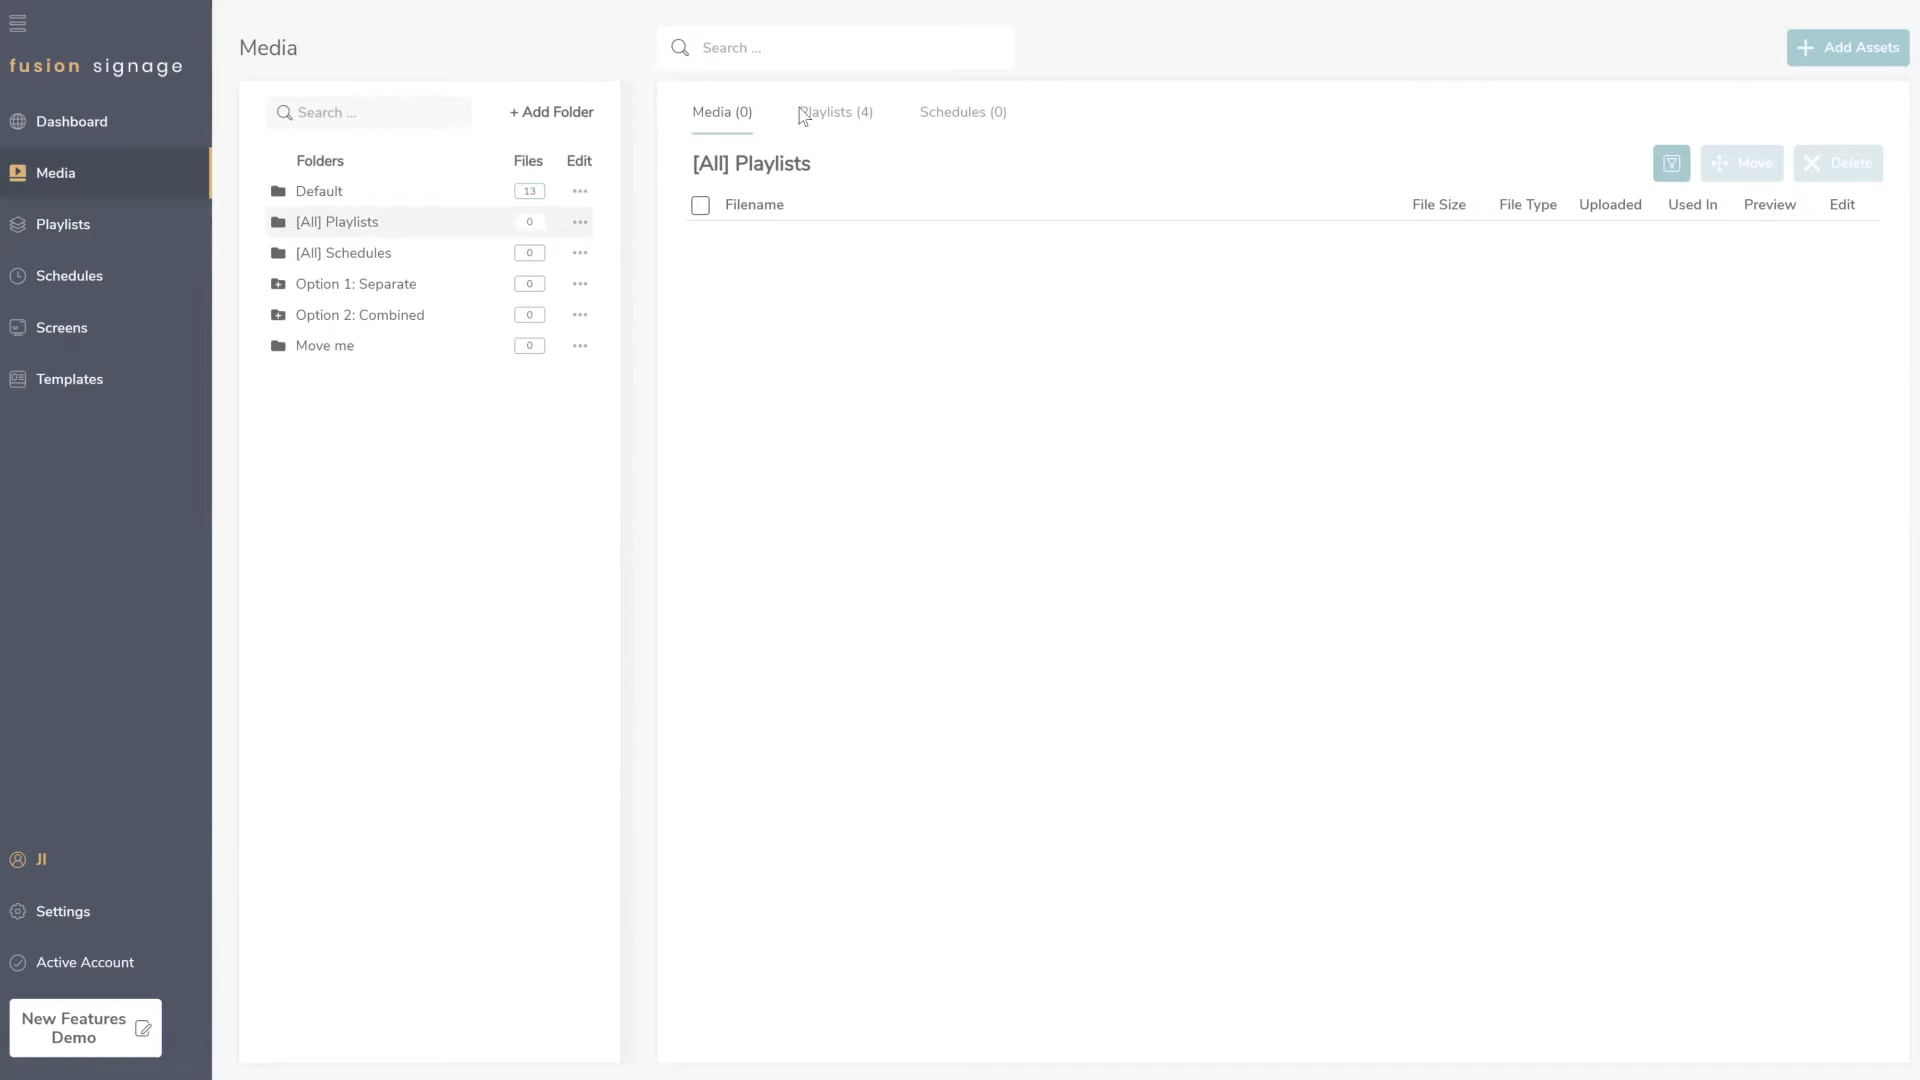 fusion signage
Dashboard
Media
Playlists
Schedules
Screens
Templates
JI
Settings
Active Account
New Features
Demo
Media
Search ...
+ Add Folder
Folders Files Edit
Default 13
[All] Playlists 0
[All] Schedules 0
Option 1: Separate 0
Option 2: Combined 0
Move me 0
Search ...
Add Assets
Media (0) Playlists (4) Schedules (0)
[All] Playlists
Move Delete
Filename File Size File Type Uploaded Used In Preview Edit